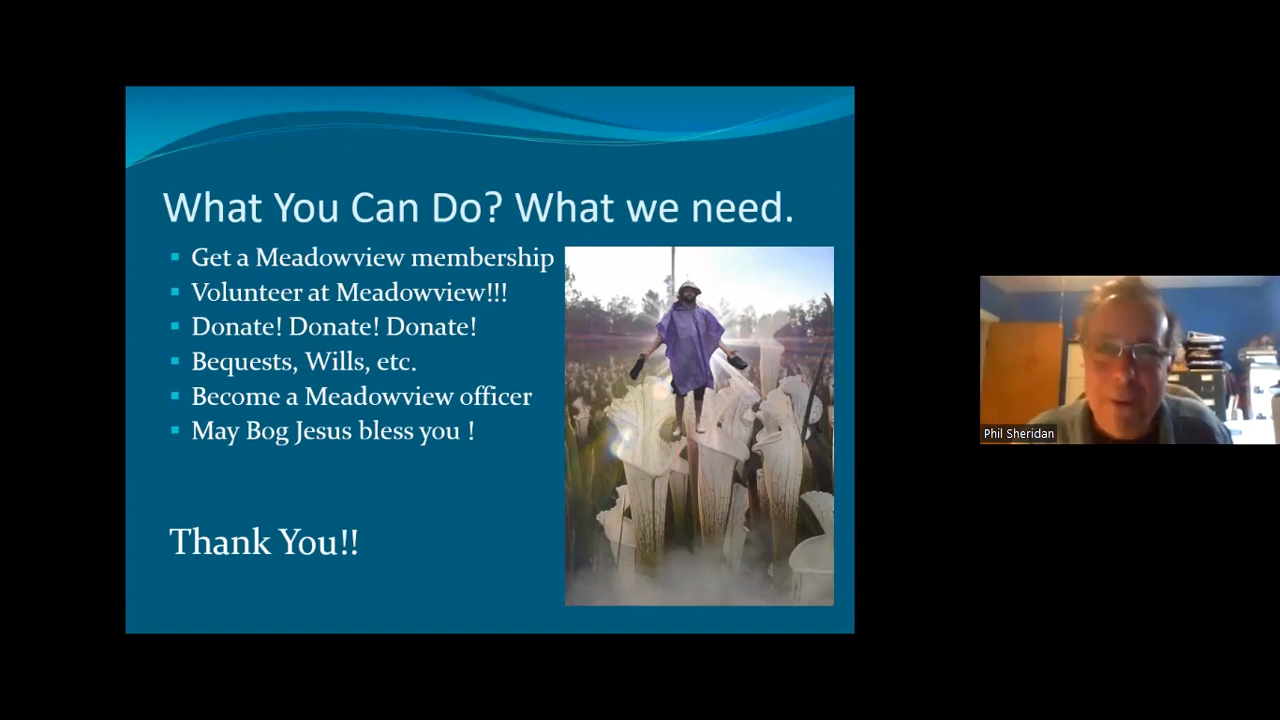 What You Can Do? What we need.
Get a Meadowview membership
Volunteer at Meadowview!!!
Donate! Donate! Donate!
Bequests, Wills, etc.
Become a Meadowview officer
May Bog Jesus bless you !
Thank You!!
Phil Sheridan